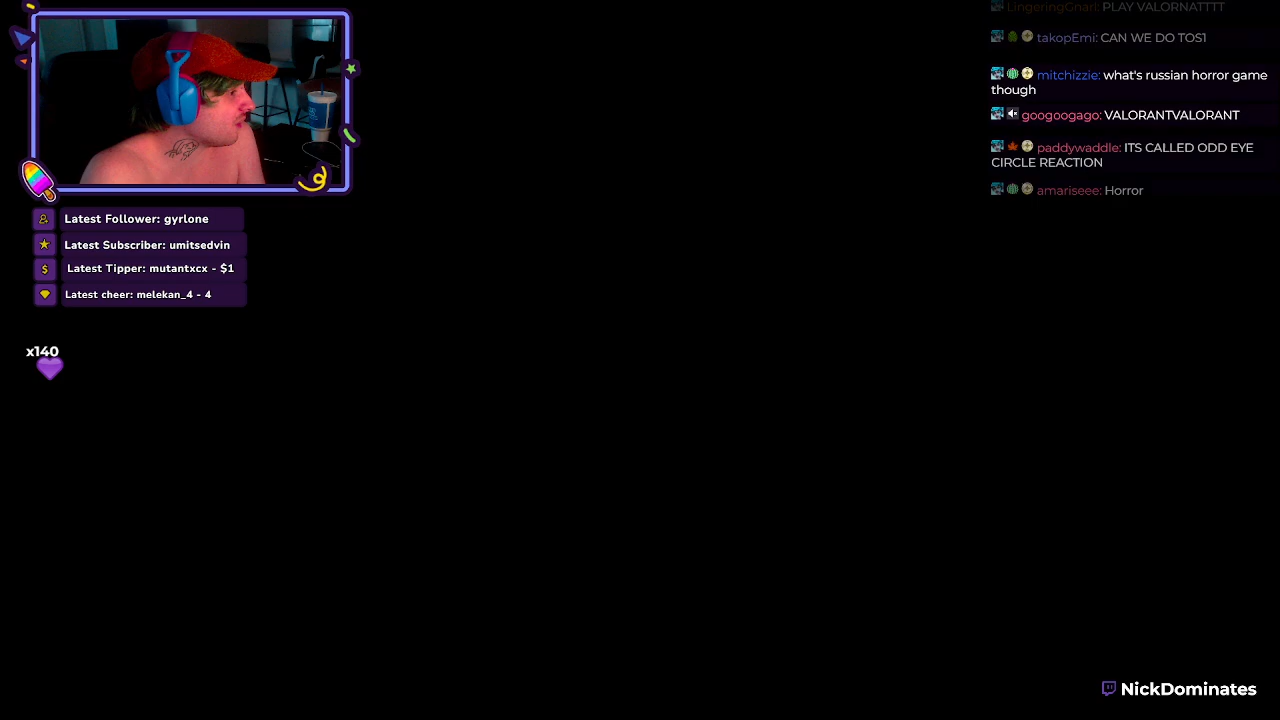 LingeringGnarl: PLAY VALORNATTTT
takopEmi: CAN WE DO TOS1
mitchizzie: what's russian horror game
though
googoogago: VALORANTVALORANT
paddywaddle: ITS CALLED ODD EYE
CIRCLE REACTION
amariseee: Horror
Latest Follower: gyrlone
Latest Subscriber: umitsedvin
$ Latest Tipper: mutantxcx - $1
Latest cheer: melekan_4 - 4
x140
NickDominates